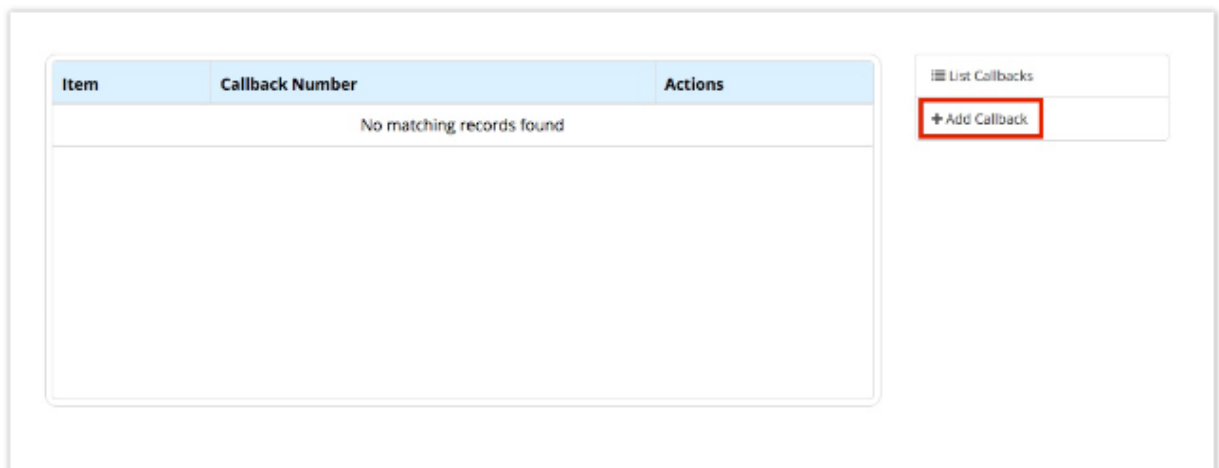 Item Callback Number Actions
No matching records found
List Callbacks
+ Add Callback